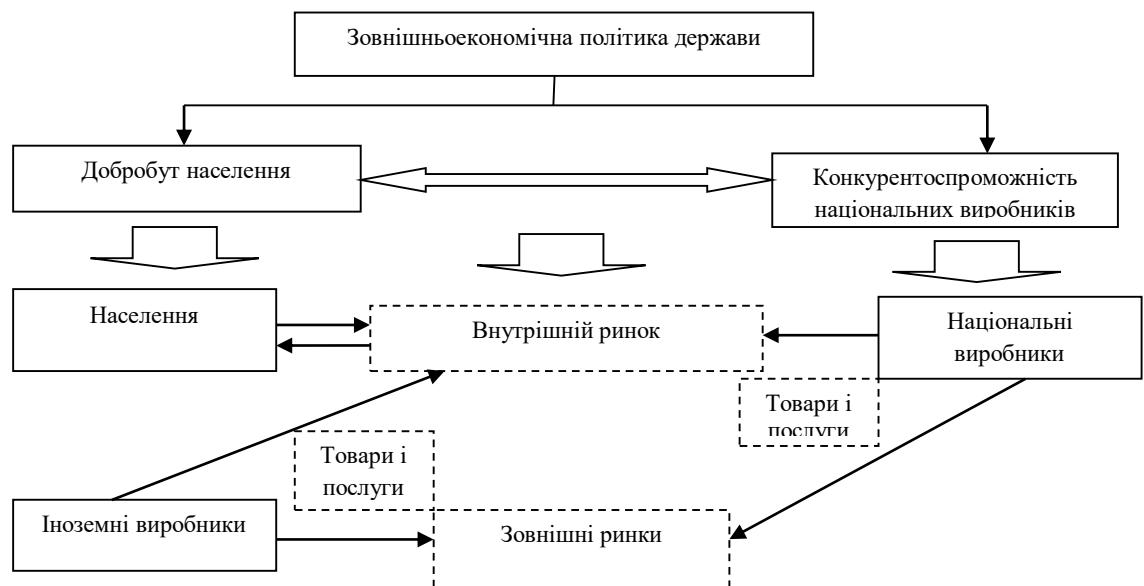 Зовнішньоекономічна політика держави
Добробут населення
Конкурентоспроможність
національних виробників
Населення
Внутрішній ринок
Національні
виробники
Товари і
послуги
Товари і
послуги
Іноземні виробники
Зовнішні ринки